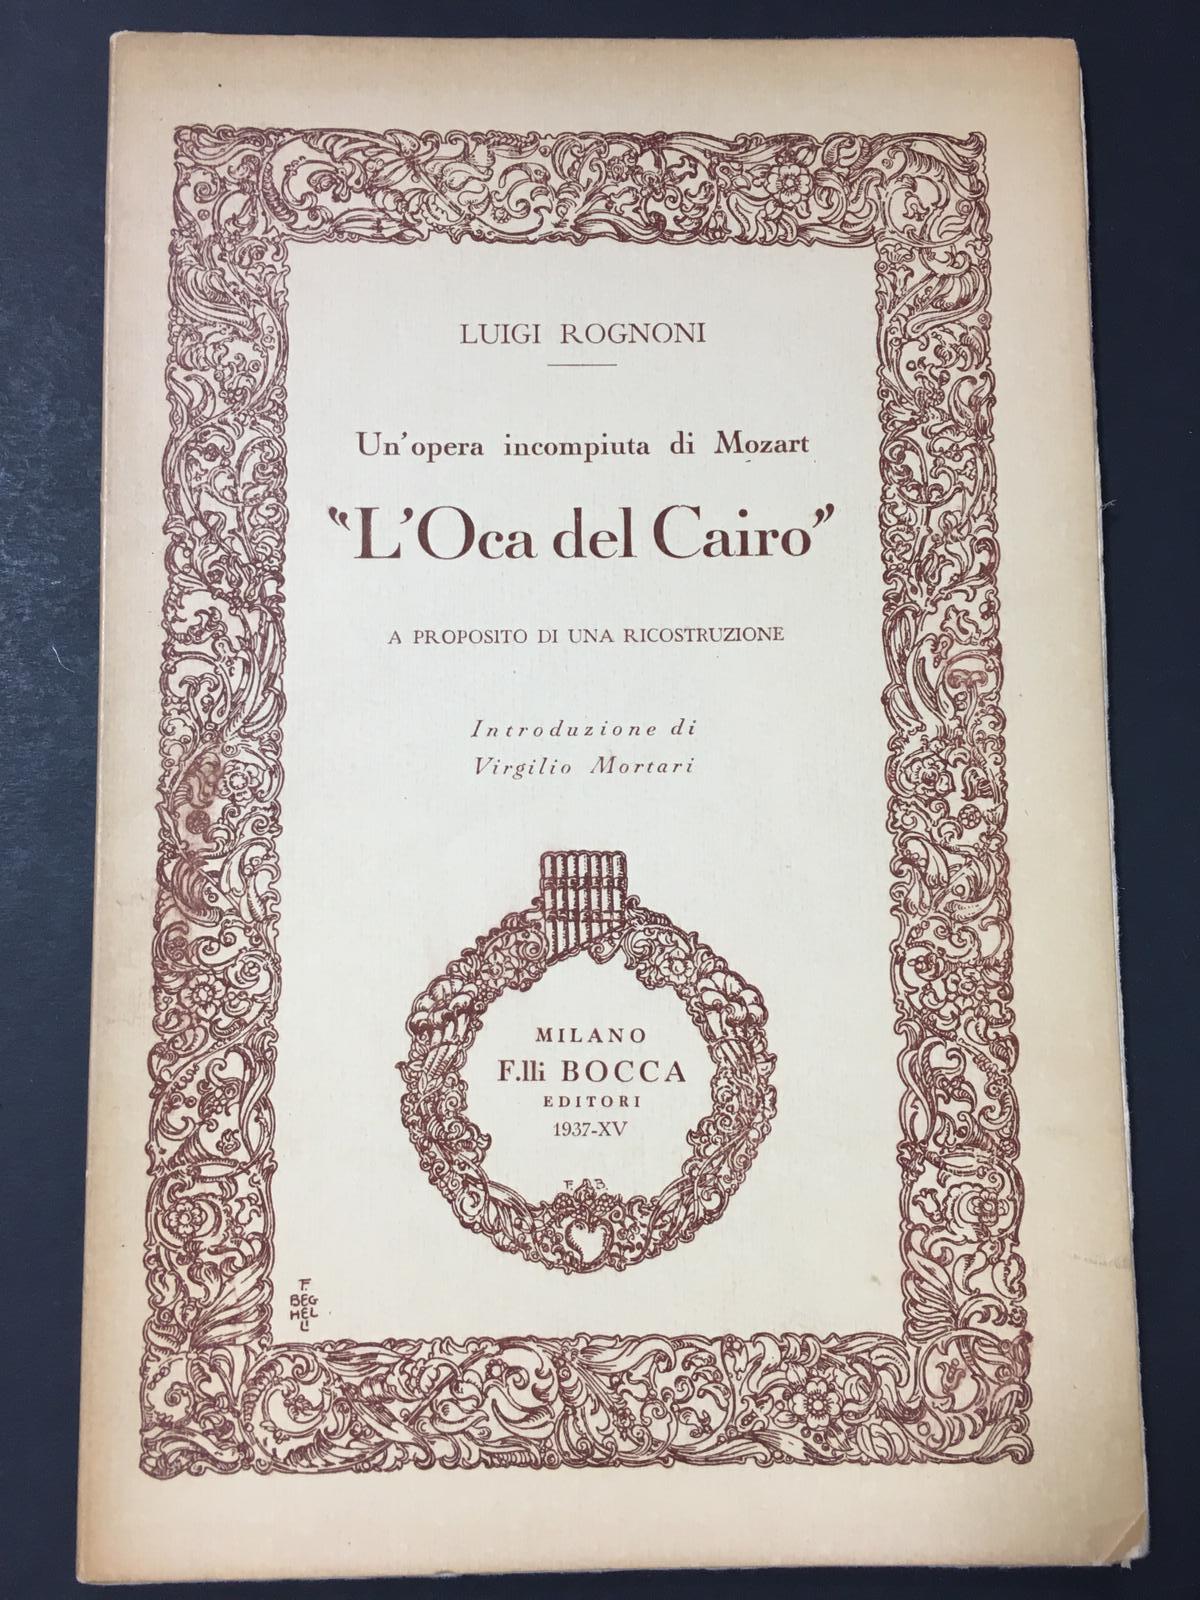 LUIGI ROGNONI
Un'opera incompiuta di Mozart
"L'Oca del Cairo"
A PROPOSITO DI UNA RICOSTRUZIONE
Introduzione di
Virgilio Mortari
MILANO
F.lli BOCCA
EDITORI
1937-XV
F. B.
F.
BEG
HEL
LI